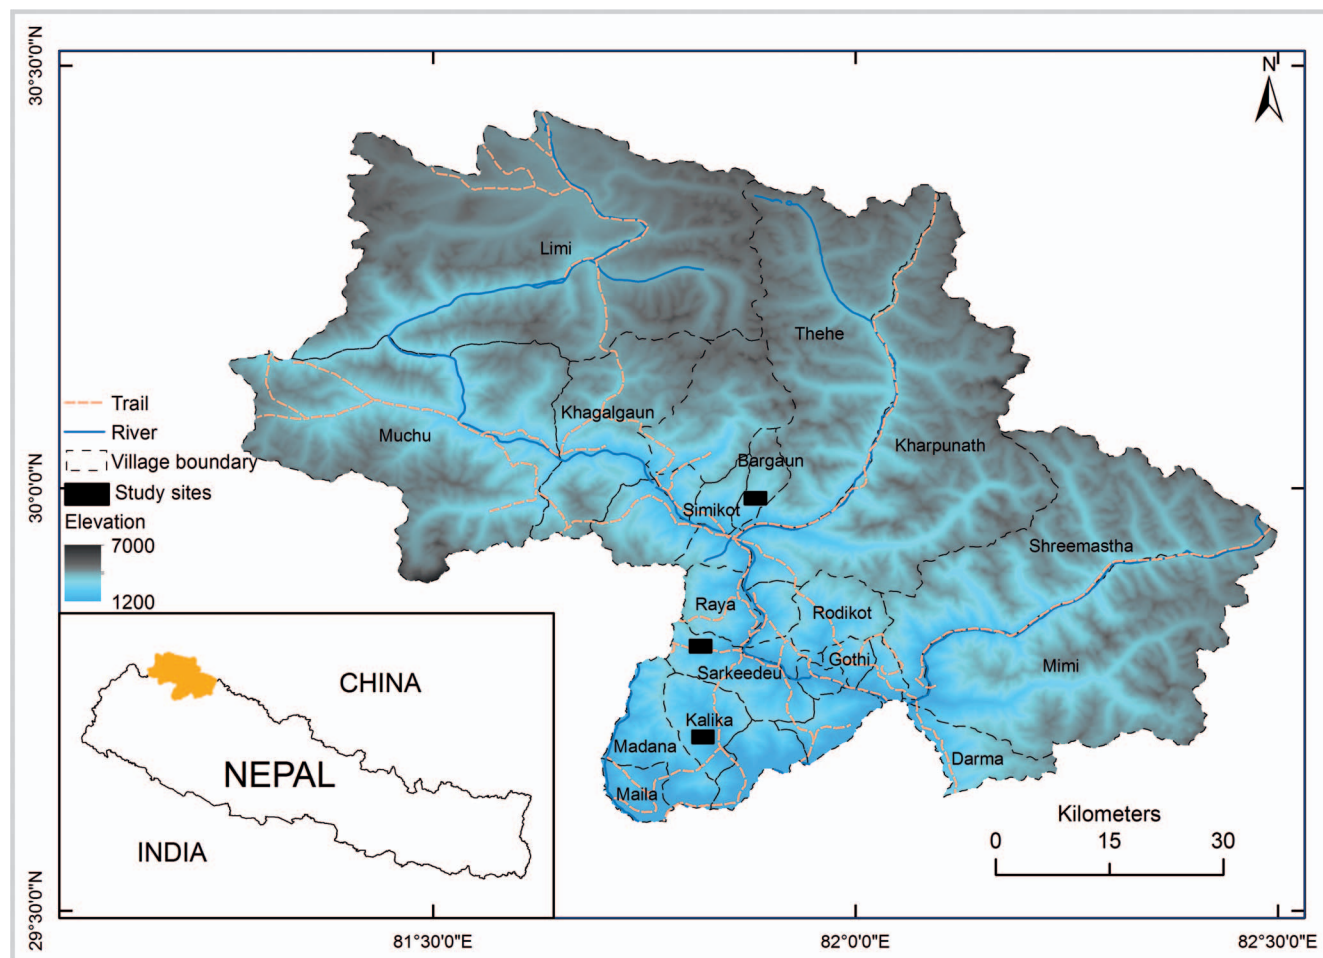 30°30'0"N
N
Limi
Thehe
Trail
River
Khagalgaun
Muchu
Kharpunath
Village boundary
Bargaun
30°0'0"N
Study sites
Simikot
Elevation
7000
Shreemastha
1200
Raya
Rodikot
Gothi
Mimi
Sarkeedeu
CHINA
Kalika
Madana
Darma
NEPAL
Maila
Kilometers
INDIA
0 15 30
29°30'0"N
81°30'0"E
82°0'0"E
82°30'0"E